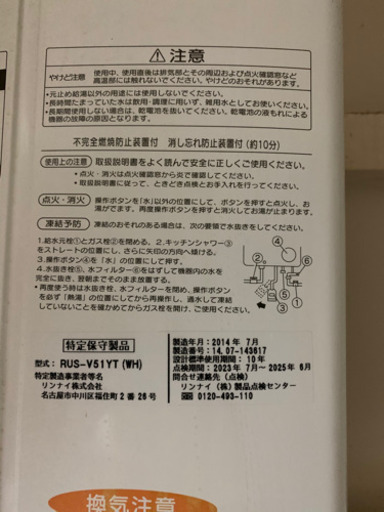 ⚠注意
やけど注意 使用中、使用直後は排気部とその周辺および点火確認窓など
高温部には触れないでください。やけどのおそれがあります。
•元止め給湯以外の用途には使用しないでください。
•長時間たまっていた水は飲用・調理に用いず、雑用水としてお使いください。
•長期間使用しない場合は、乾電池を抜いてください。乾電池の液もれによる
機器の故障の原因となります。
不完全燃焼防止装置付 消し忘れ防止装置付(約10分)
使用上の注意 取扱説明書をよく読んで安全に正しくご使用ください。
•点火・消火は点火確認窓から炎で確認してください。
•取扱説明書に従って、ときどき点検とお手入れを行ってください。
点火・消火 操作ボタンを「水」以外の位置にして、ボタンを押すと点火し、お
湯がでます。再度操作ボタンを押すと消火してお湯が止まります。
凍結予防 凍結のおそれのある場合は、次の要領で水抜きをしてください。
1.給水元栓①とガス栓②を閉める。2.キッチンシャワー③
をストレートの位置にし、さらに矢印の方向へ傾ける。
3.操作ボタン④を「水」の位置にして押す。
4.水抜き栓⑤、水フィルター⑥をはずして機器内の水を
完全に抜き、翌朝までそのまま放置する。
•再度使う時は水抜き栓、水フィルターを閉め、操作ボタン
を必ず「熱湯」の位置にしてから再操作し、通水して凍結
していないことを確かめてからガス栓を開け、ご使用ください。
特定保守製品
型式: RUS-V51YT(WH)
特定製造事業者等名
リンナイ株式会社
名古屋市中川区福住町2番26号
製造年月:2014年 7月
製造番号:14.07-143617
設計標準使用期間: 10年
点検期間: 2023年 7月~ 2025年 6月
問合せ連絡先(点検)
リンナイ(株)製品点検センター
0120-493-110
換気注意